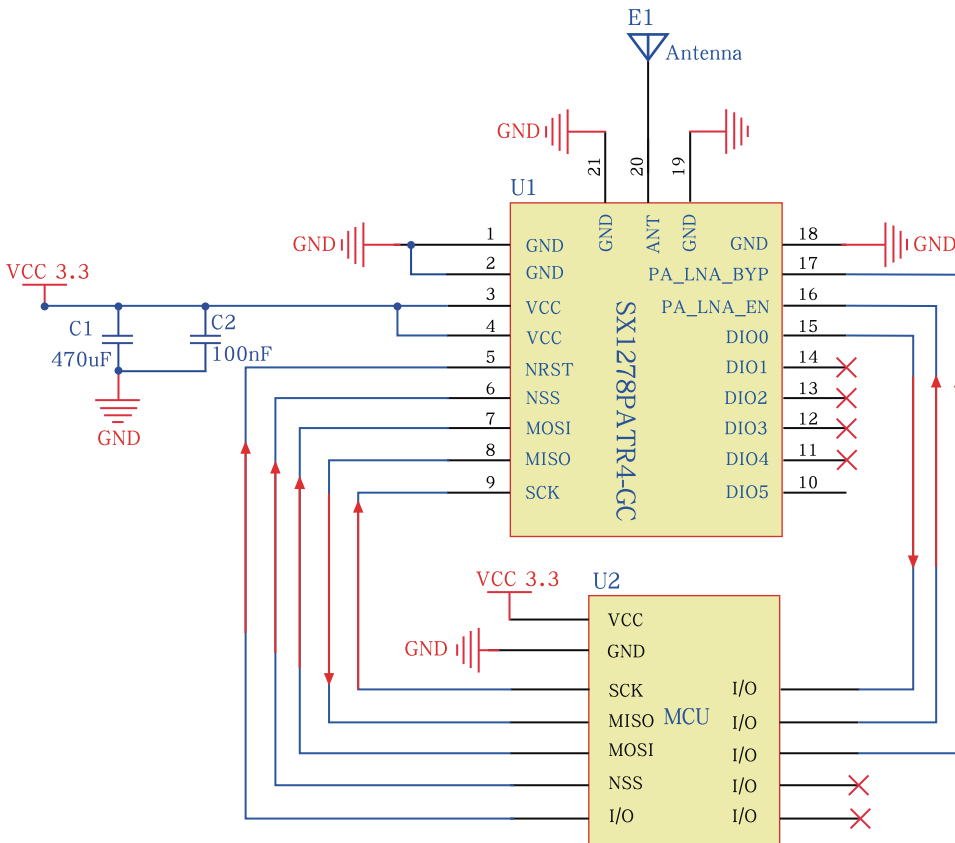 E1
Antenna
GND
21
20
19
U1
GND
ANT
GND
GND
1
GND
2
GND
VCC 3.3
3
VCC
4
VCC
C1
470uF
C2
100nF
GND
5
NRST
6
NSS
7
MOSI
8
MISO
9
SCK
SX1278PATR4-GC
GND
18
GND
PA_LNA_BYP
17
PA_LNA_EN
16
DIO0
15
DIO1
14
DIO2
13
DIO3
12
DIO4
11
DIO5
10
VCC 3.3
U2
VCC
GND
GND
SCK
I/O
MISO
MCU
I/O
MOSI
I/O
NSS
I/O
I/O
I/O